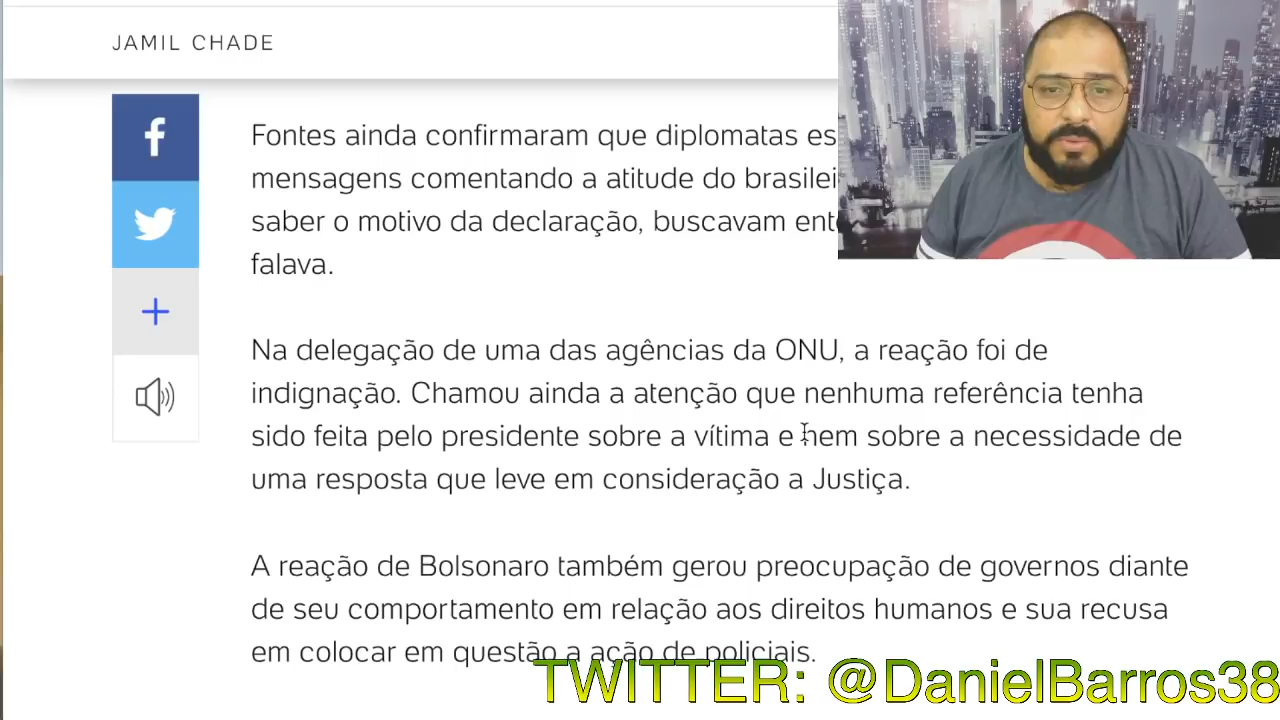 JAMIL CHADE
Fontes ainda confirmaram que diplomatas es
mensagens comentando a atitude do brasilei
saber o motivo da declaração, buscavam ent
falava.
Na delegação de uma das agências da ONU, a reação foi de
indignação. Chamou ainda a atenção que nenhuma referência tenha
sido feita pelo presidente sobre a vítima e nem sobre a necessidade de
uma resposta que leve em consideração a Justiça.
A reação de Bolsonaro também gerou preocupação de governos diante
de seu comportamento em relação aos direitos humanos e sua recusa
em colocar em questão a ação de policiais.
TWITTER: @DanielBarros38